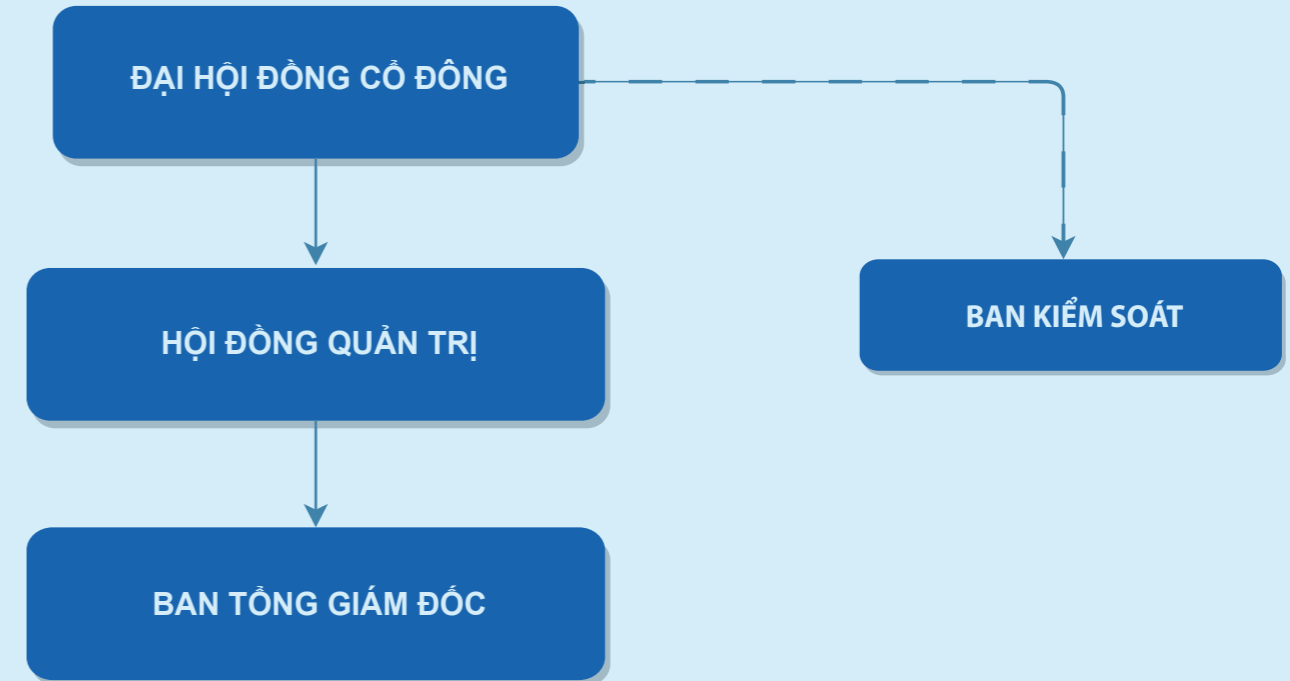 ĐẠI HỘI ĐỒNG CỔ ĐÔNG
HỘI ĐỒNG QUẢN TRỊ
BAN KIỂM SOÁT
BAN TỔNG GIÁM ĐỐC